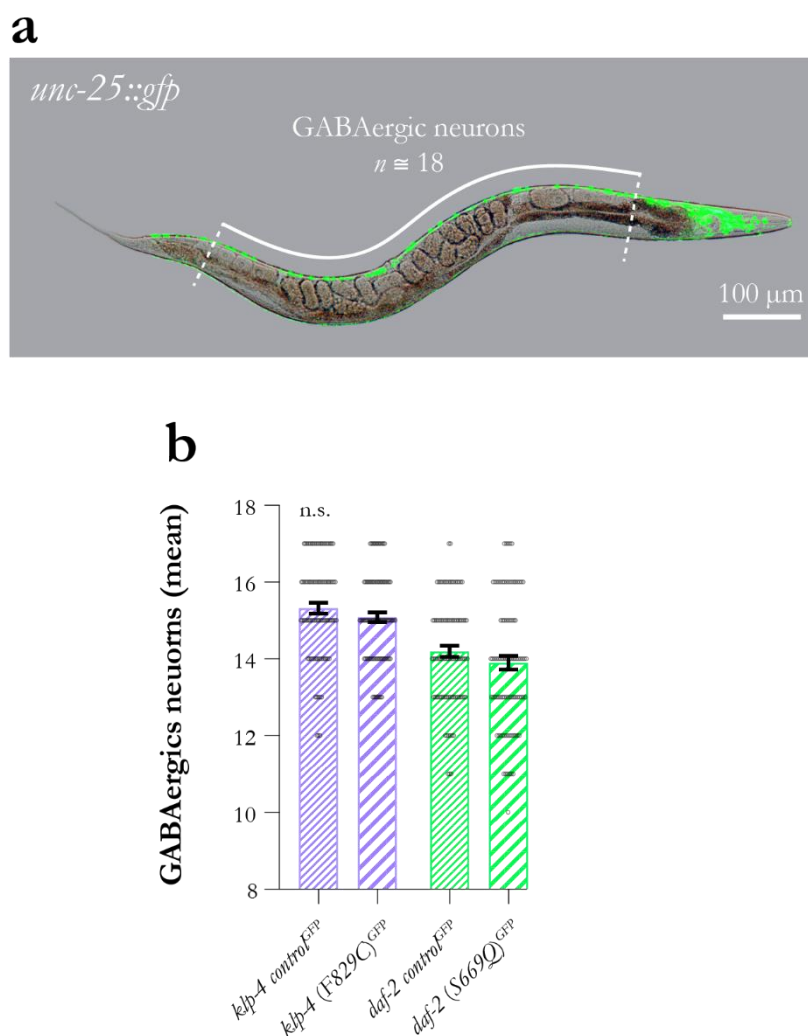 a
unc-25::gfp
GABAergic neurons
n ≅ 18
100 μm
b
GABAergics neuorns (mean)
18
16
14
12
10
8
n.s.
klp-4 control^GFP
klp-4 (F829C)^GFP
daf-2 control^GFP
daf-2 (S669Q)^GFP